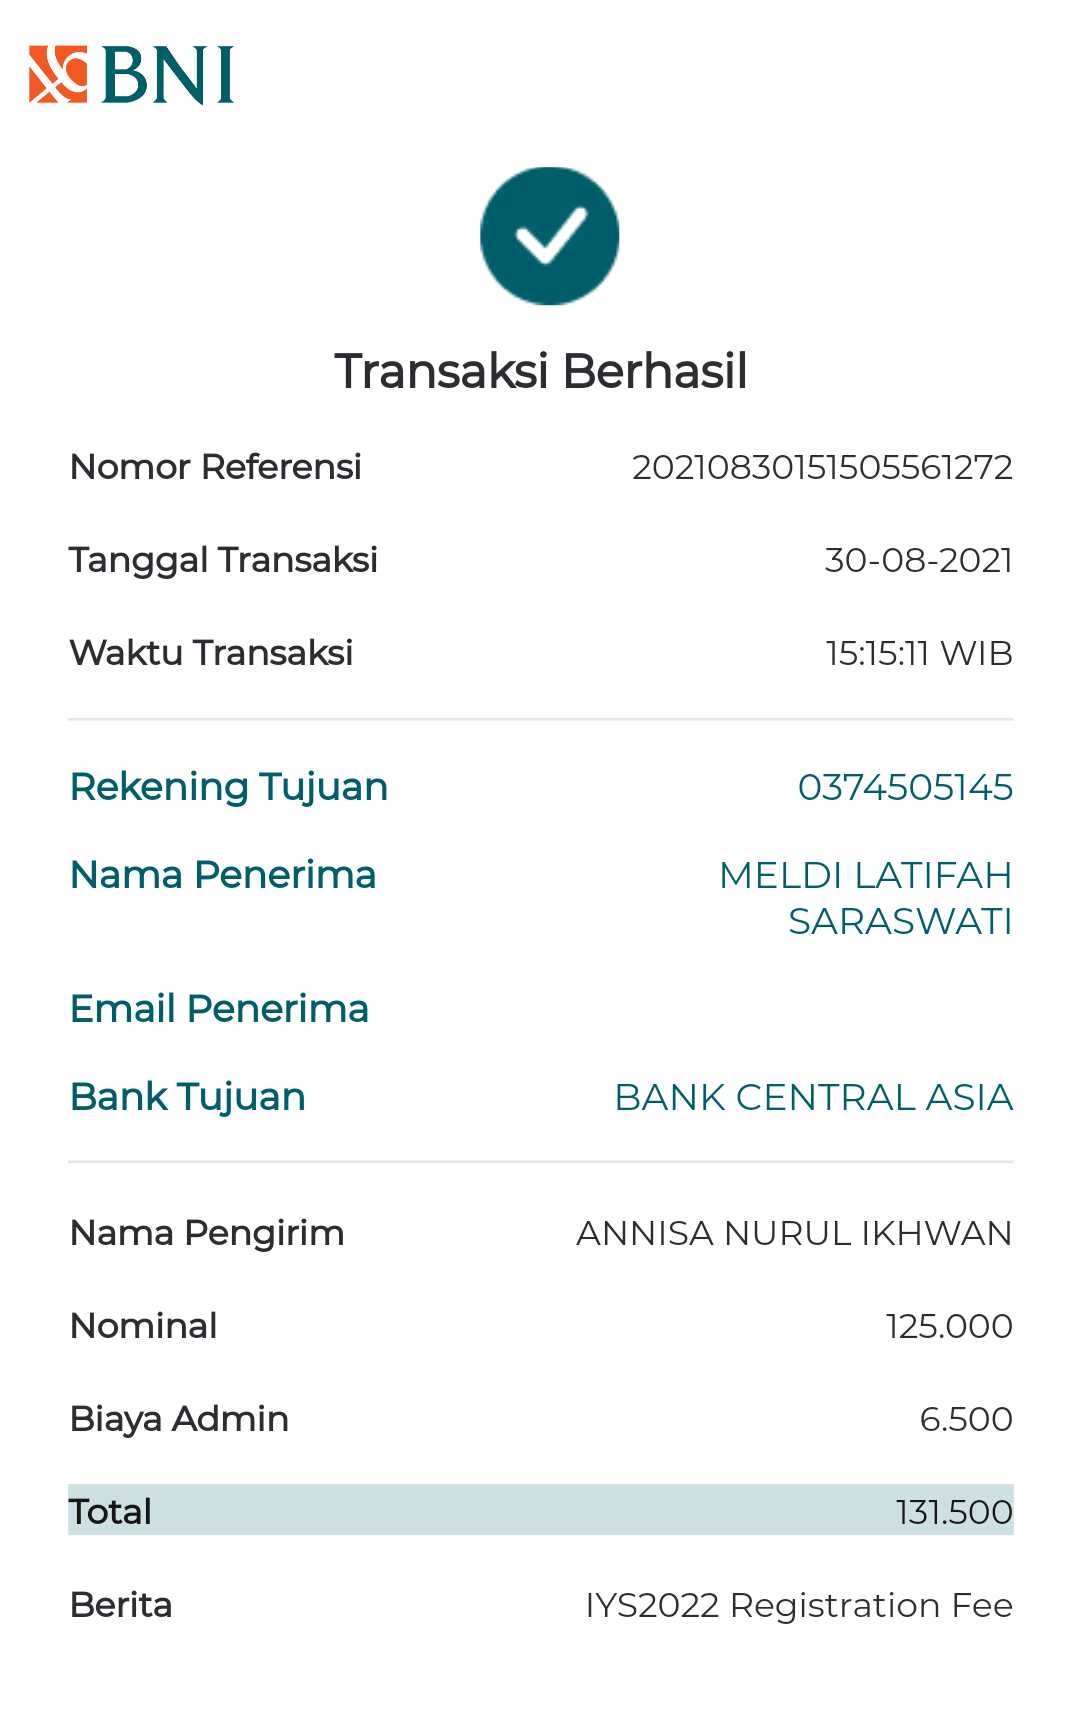 BNI
Transaksi Berhasil
Nomor Referensi 20210830151505561272
Tanggal Transaksi 30-08-2021
Waktu Transaksi 15:15:11 WIB
Rekening Tujuan 0374505145
Nama Penerima MELDI LATIFAH
SARASWATI
Email Penerima
Bank Tujuan BANK CENTRAL ASIA
Nama Pengirim ANNISA NURUL IKHWAN
Nominal 125.000
Biaya Admin 6.500
Total 131.500
Berita IYS2022 Registration Fee